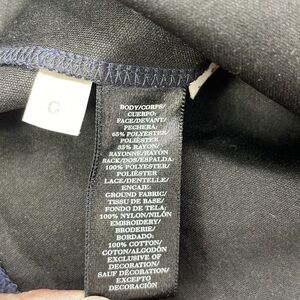 G
BODY/CORPS/
CUERPO:
FACE/DEVANT/
PECHERA:
65% POLYESTER/
POLIÉSTER
35% RAYON/
RAYONNE/RAYÓN
BACK/DOS/ESPALDA:
100% POLYESTER/
POLIÉSTER
LACE/DENTELLE/
ENCAJE:
GROUND FABRIC/
TISSU DE BASE/
FONDO DE TELA:
100% NYLON/NILÓN
EMBROIDERY/
BRODERIE/
BORDADO:
100% COTTON/
COTON/ALGODÓN
EXCLUSIVE OF
DECORATION/
SAUF DÉCORATION/
EXCEPTO
DECORACIÓN